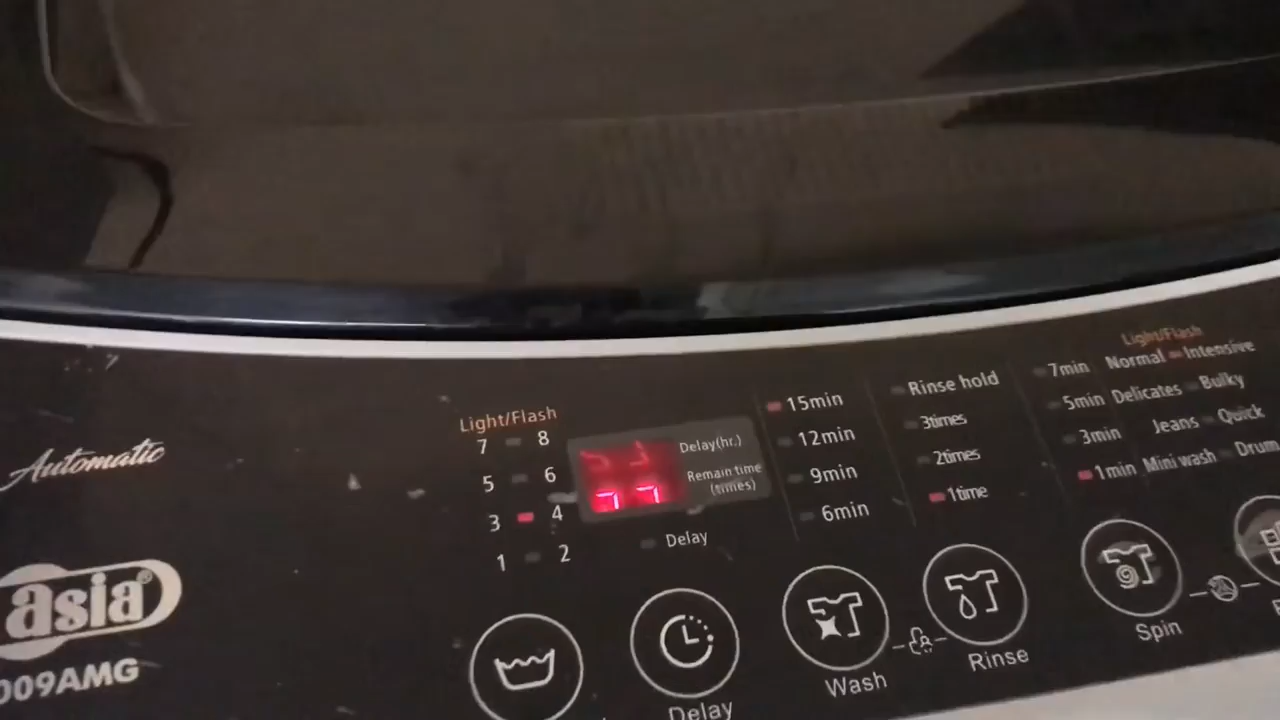 Automatic
asia®
009AMG
Light/Flash
7 8
5 6
3 4
1 2
Delay(hr.)
Remain time
(times)
Delay
15min
12min
9min
6min
Rinse hold
3times
2times
1time
Light/Flash
7min Normal Intensive
5min Delicates Bulky
3min Jeans Quick
1min Mini wash Drum
Delay
Wash
Rinse
Spin